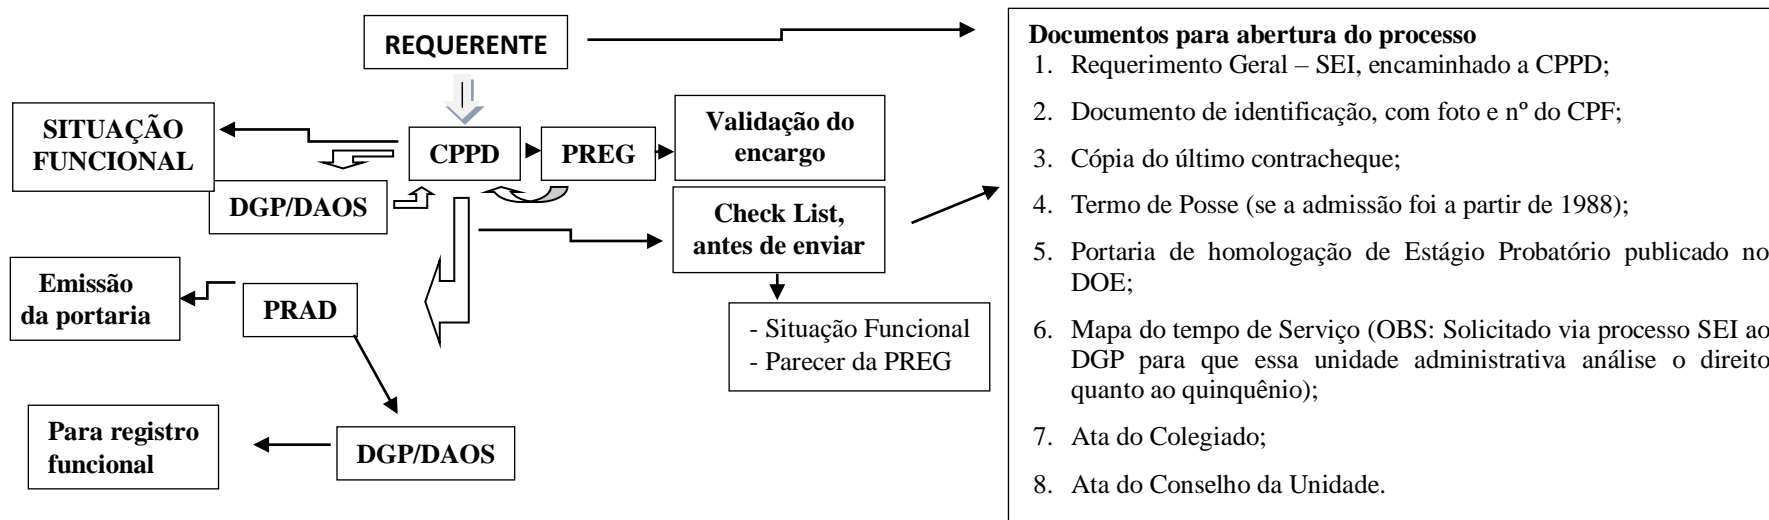 REQUERENTE
SITUAÇÃO
FUNCIONAL
CPPD
PREG
Validação do
encargo
DGP/DAOS
Check List,
antes de enviar
Emissão
da portaria
PRAD
- Situação Funcional
- Parecer da PREG
Para registro
funcional
DGP/DAOS
Documentos para abertura do processo
1. Requerimento Geral – SEI, encaminhado a CPPD;
2. Documento de identificação, com foto e nº do CPF;
3. Cópia do último contracheque;
4. Termo de Posse (se a admissão foi a partir de 1988);
5. Portaria de homologação de Estágio Probatório publicado no
DOE;
6. Mapa do tempo de Serviço (OBS: Solicitado via processo SEI ao
DGP para que essa unidade administrativa análise o direito
quanto ao quinquênio);
7. Ata do Colegiado;
8. Ata do Conselho da Unidade.